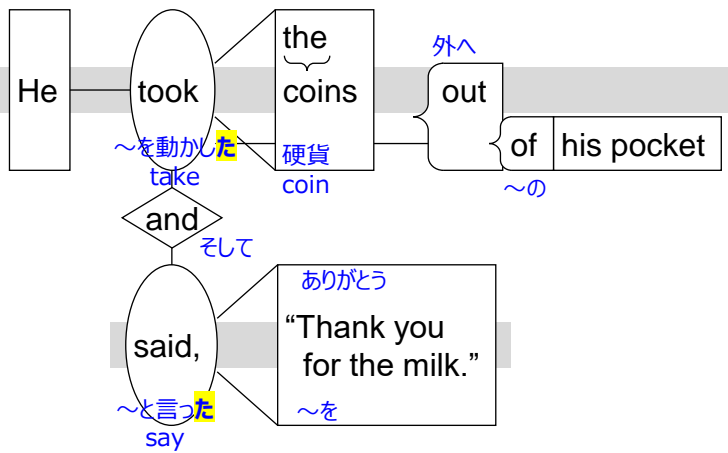 the
外へ
He took coins out
～を動かした
硬貨
take
coin
of his pocket
～の
and
そして
ありがとう
“Thank you
said,
for the milk.”
～と言った
～を
say